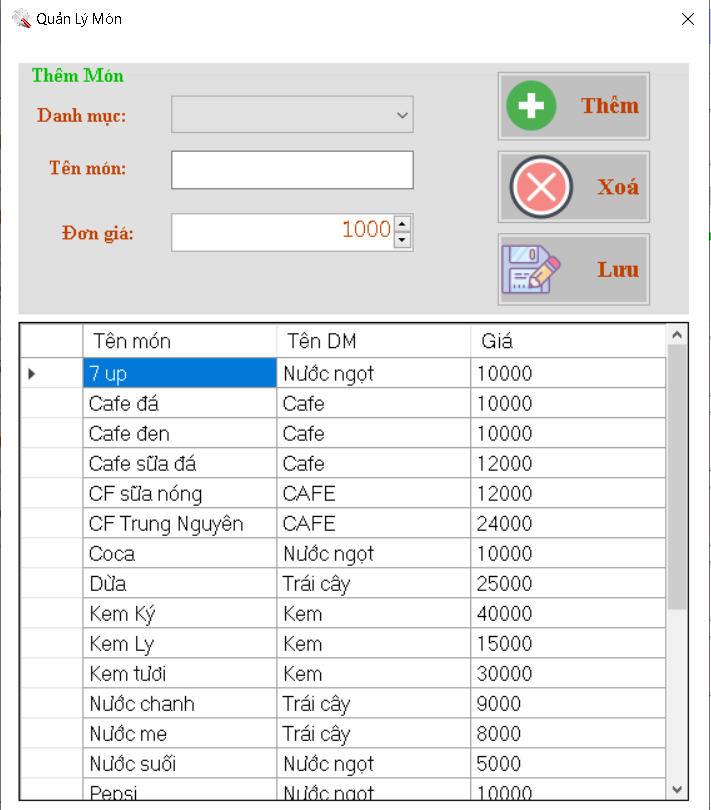 Quản Lý Món
Thêm Món
Danh mục:
Tên món:
Đơn giá: 1000
Thêm
Xoá
Lưu
Tên món Tên DM Giá
7 up Nước ngọt 10000
Cafe đá Cafe 10000
Cafe đen Cafe 10000
Cafe sữa đá Cafe 12000
CF sữa nóng CAFE 12000
CF Trung Nguyên CAFE 24000
Coca Nước ngọt 10000
Dừa Trái cây 25000
Kem Ký Kem 40000
Kem Ly Kem 15000
Kem tươi Kem 30000
Nước chanh Trái cây 9000
Nước me Trái cây 8000
Nước suối Nước ngọt 5000
Pepsi Nước ngọt 10000